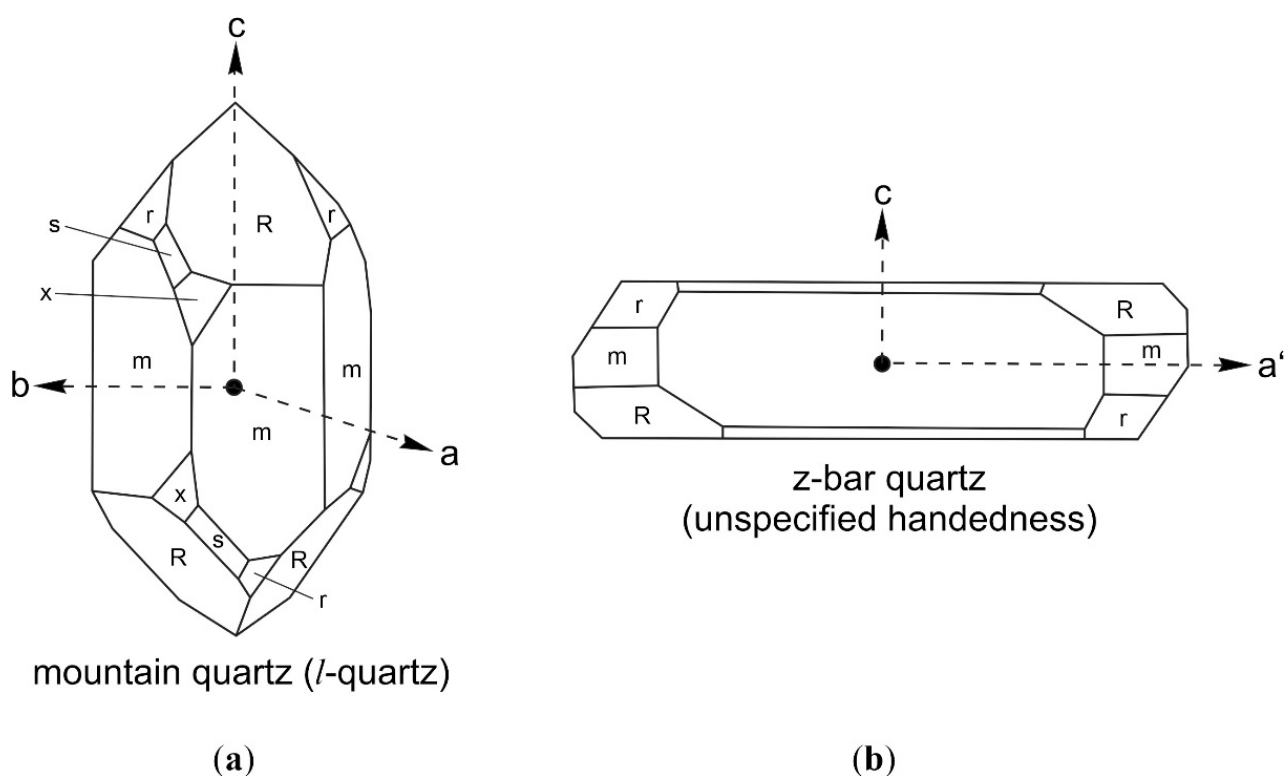 c
r
R
r
s
x
m
m
b
m
a
x
s
R
R
r
mountain quartz (l-quartz)
(a)
c
r
R
m
m
a‘
R
r
z-bar quartz
(unspecified handedness)
(b)